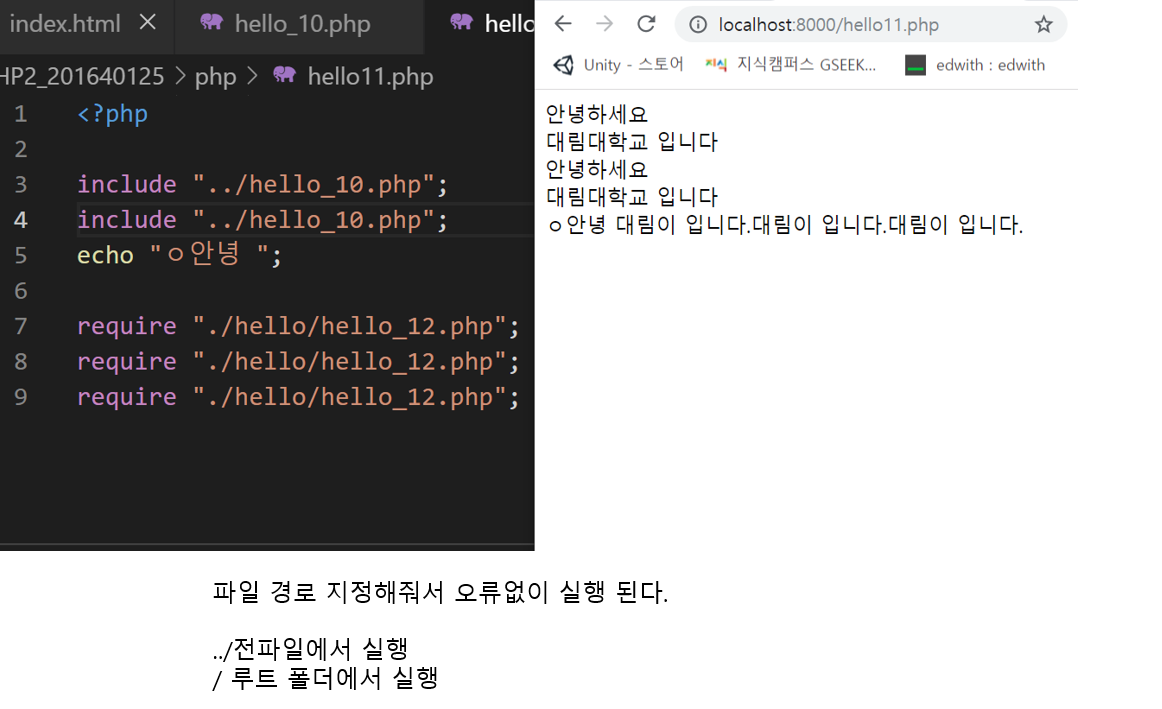 index.html
hello_10.php
hello
HP2_201640125 > php > hello11.php
1 <?php
2
3 include "../hello_10.php";
4 include "../hello_10.php";
5 echo "ㅇ안녕 ";
6
7 require "./hello/hello_12.php";
8 require "./hello/hello_12.php";
9 require "./hello/hello_12.php";
localhost:8000/hello11.php
Unity - 스토어
지식 지식캠퍼스 GSEEK...
edwith : edwith
안녕하세요
대림대학교 입니다
안녕하세요
대림대학교 입니다
ㅇ안녕 대림이 입니다.대림이 입니다.대림이 입니다.
파일 경로 지정해줘서 오류없이 실행 된다.
../전파일에서 실행
/ 루트 폴더에서 실행